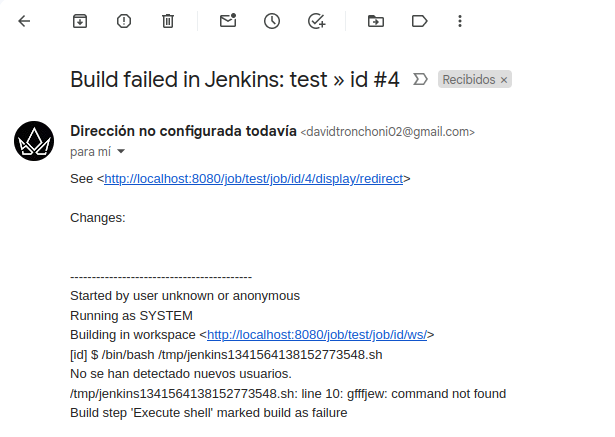 Build failed in Jenkins: test » id #4
Recibidos ×
Dirección no configurada todavía <davidtronchoni02@gmail.com>
para mí
See <http://localhost:8080/job/test/job/id/4/display/redirect>
Changes:
------------------------------------------
Started by user unknown or anonymous
Running as SYSTEM
Building in workspace <http://localhost:8080/job/test/job/id/ws/>
[id] $ /bin/bash /tmp/jenkins1341564138152773548.sh
No se han detectado nuevos usuarios.
/tmp/jenkins1341564138152773548.sh: line 10: gfffjew: command not found
Build step 'Execute shell' marked build as failure